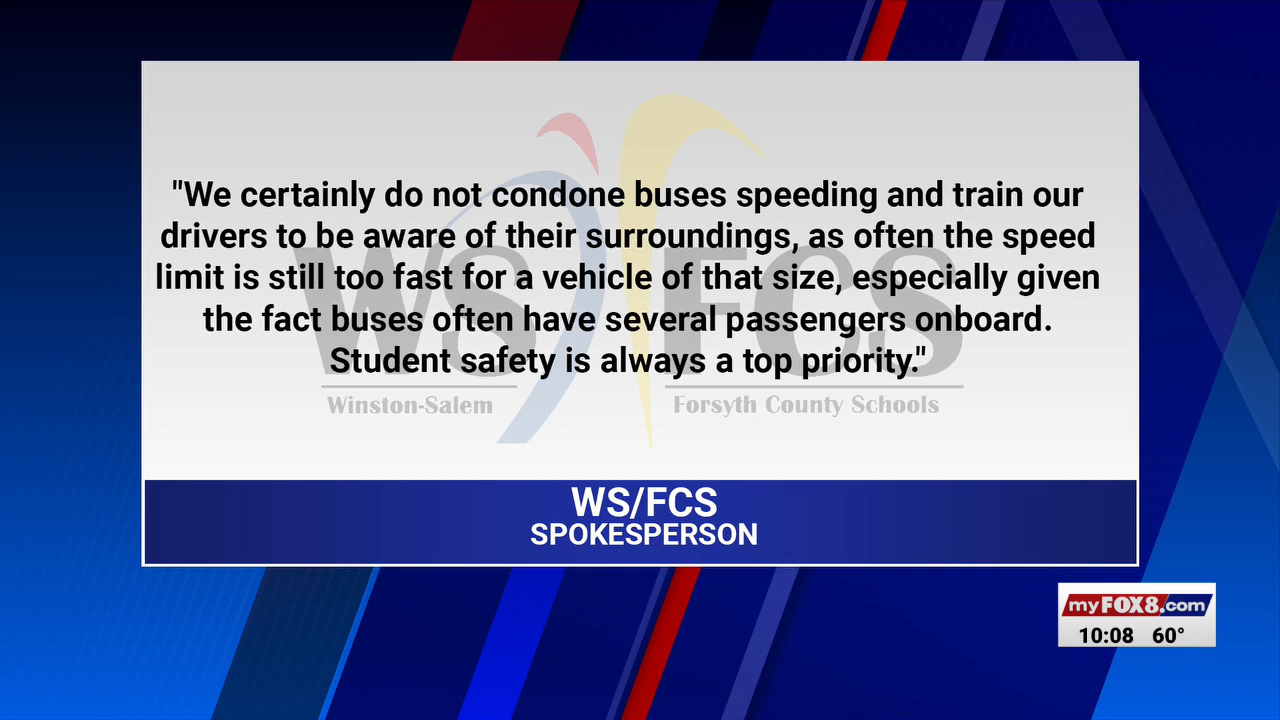 "We certainly do not condone buses speeding and train our
drivers to be aware of their surroundings, as often the speed
limit is still too fast for a vehicle of that size, especially given
the fact buses often have several passengers onboard.
Student safety is always a top priority."
WS FCS
Winston-Salem Forsyth County Schools
WS/FCS
SPOKESPERSON
myFOX8.com
10:08 60°